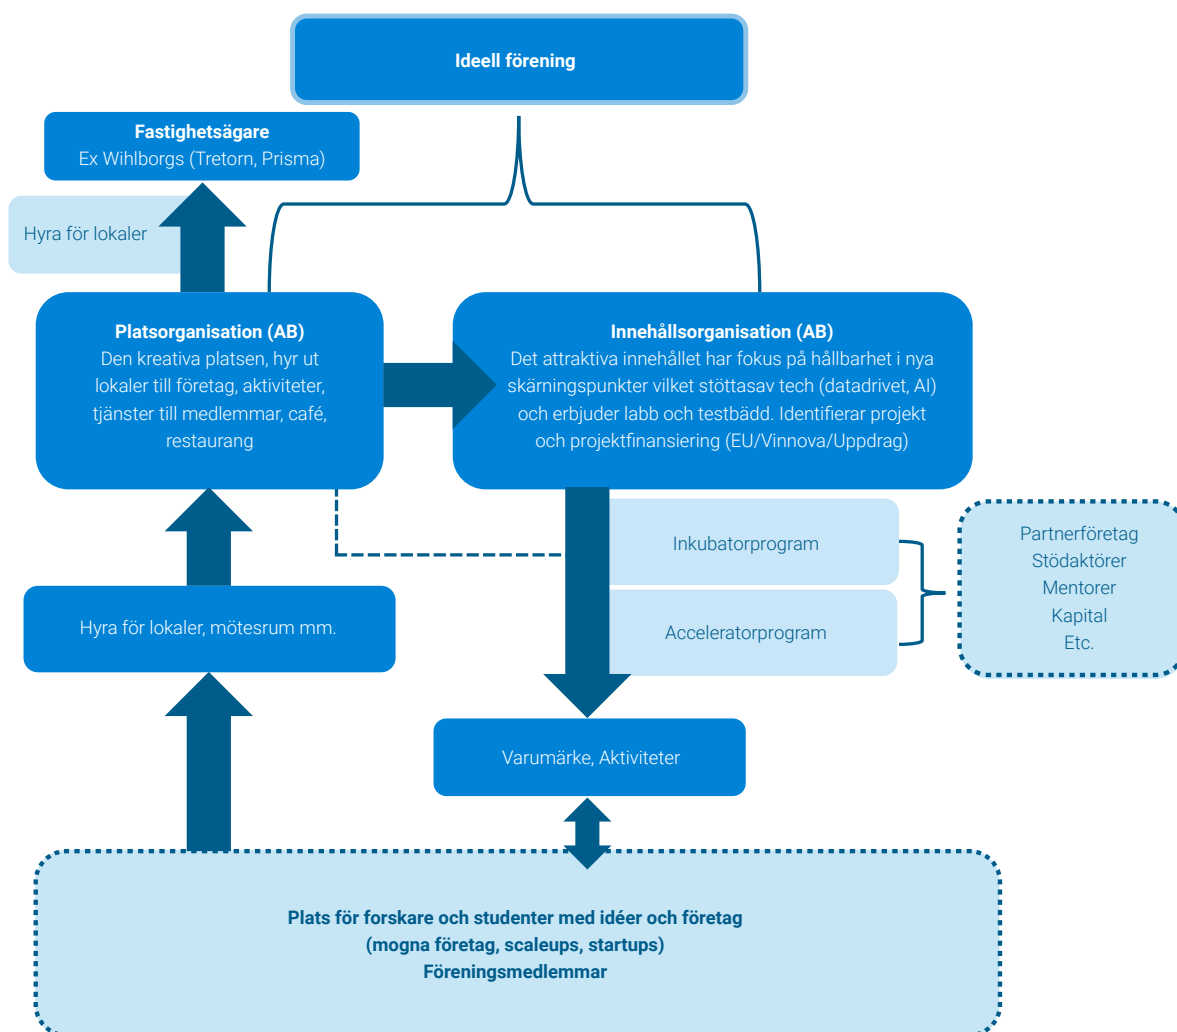 Ideell förening
Fastighetsägare
Ex Wihlborgs (Tretorn, Prisma)
Hyra för lokaler
Platsorganisation (AB)
Den kreativa platsen, hyr ut
lokaler till företag, aktiviteter,
tjänster till medlemmar, café,
restaurang
Innehållsorganisation (AB)
Det attraktiva innehållet har fokus på hållbarhet i nya
skärningspunkter vilket stöttasav tech (datadrivet, AI)
och erbjuder labb och testbädd. Identifierar projekt
och projektfinansiering (EU/Vinnova/Uppdrag)
Inkubatorprogram
Acceleratorprogram
Partnerföretag
Stödaktörer
Mentorer
Kapital
Etc.
Hyra för lokaler, mötesrum mm.
Varumärke, Aktiviteter
Plats för forskare och studenter med idéer och företag
(mogna företag, scaleups, startups)
Föreningsmedlemmar